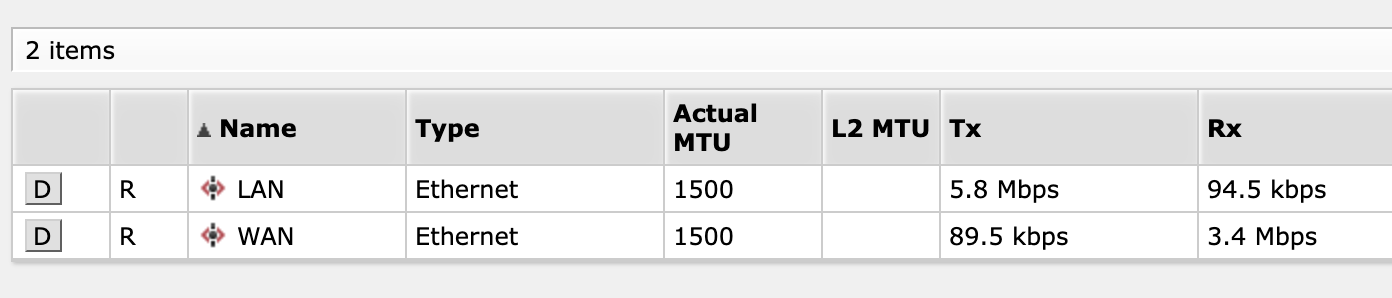 2 items
Name Type Actual MTU L2 MTU Tx Rx
D R LAN Ethernet 1500 5.8 Mbps 94.5 kbps
D R WAN Ethernet 1500 89.5 kbps 3.4 Mbps